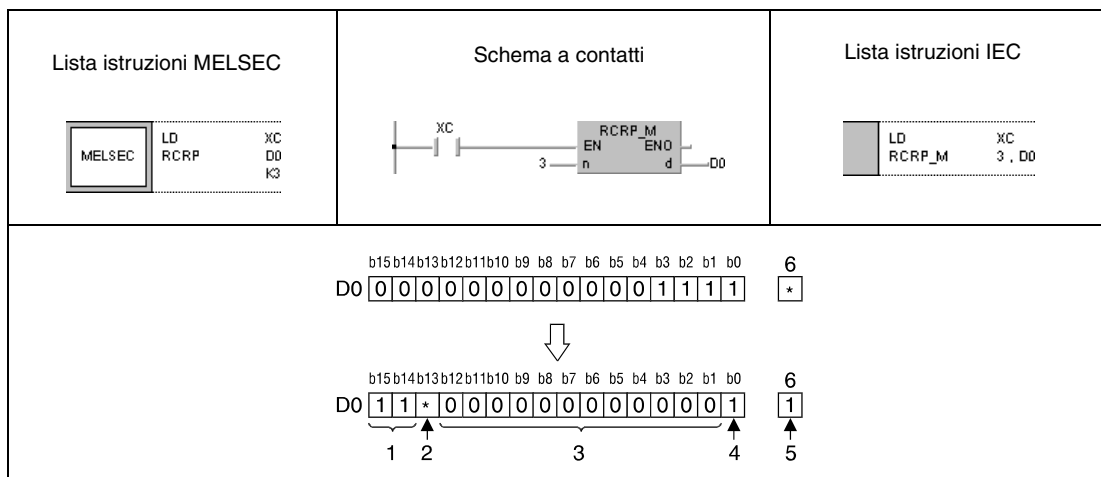 Lista istruzioni MELSEC
Schema a contatti
Lista istruzioni IEC
MELSEC
LD XC
RCRP D0
K3
XC
RCRP_M
EN ENO
3 n d D0
LD XC
RCRP_M 3 , D0
b15 b14 b13 b12 b11 b10 b9 b8 b7 b6 b5 b4 b3 b2 b1 b0 6
D0 0 0 0 0 0 0 0 0 0 0 0 0 1 1 1 1 *
b15 b14 b13 b12 b11 b10 b9 b8 b7 b6 b5 b4 b3 b2 b1 b0 6
D0 1 1 * 0 0 0 0 0 0 0 0 0 0 0 0 1 1
1 2 3 4 5